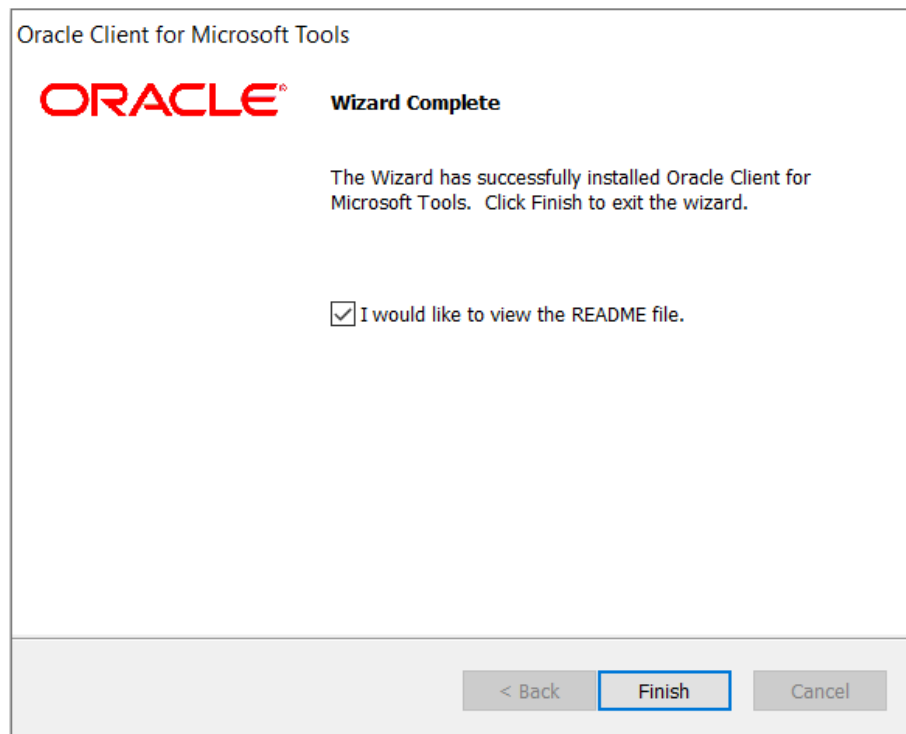 Oracle Client for Microsoft Tools
ORACLE®
Wizard Complete
The Wizard has successfully installed Oracle Client for
Microsoft Tools.  Click Finish to exit the wizard.
I would like to view the README file.
< Back
Finish
Cancel